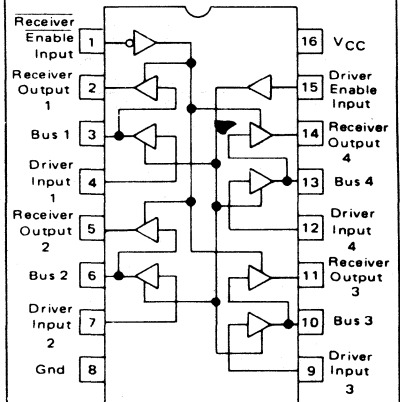 Receiver
Enable
Input
1
16
VCC
Receiver
Output
1
2
15
Driver
Enable
Input
Bus 1
3
14
Receiver
Output
4
Driver
Input
1
4
13
Bus 4
Receiver
Output
2
5
12
Driver
Input
4
Bus 2
6
11
Receiver
Output
3
Driver
Input
2
7
10
Bus 3
Gnd
8
9
Driver
Input
3